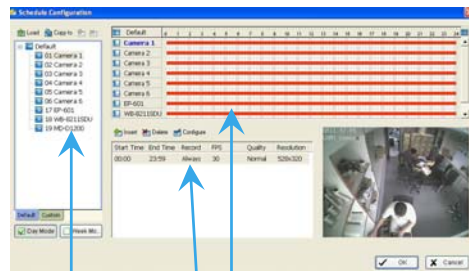 Schedule Configuration
Load Copy to
Default
01 Camera 1
02 Camera 2
03 Camera 3
04 Camera 4
05 Camera 5
06 Camera 6
17 EP-601
18 WB-8211SDU
19 MD-D1200
Default Custom
Day Mode Week Mo...
Default
Camera 1
Camera 2
Camera 3
Camera 4
Camera 5
Camera 6
EP-601
WB-8211SDU
Insert Delete Configure
Start Time End Time Record FPS Quality Resolution
00:00 23:59 Always 30 Normal 528x320
OK Cancel